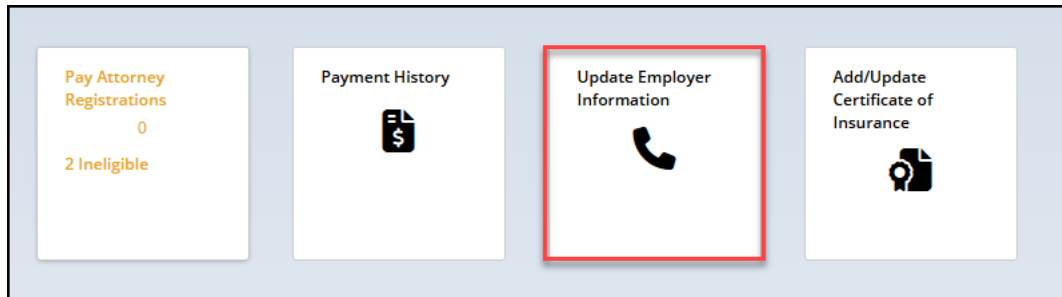 Pay Attorney
Registrations
0
2 Ineligible
Payment History
$
Update Employer
Information
Add/Update
Certificate of
Insurance